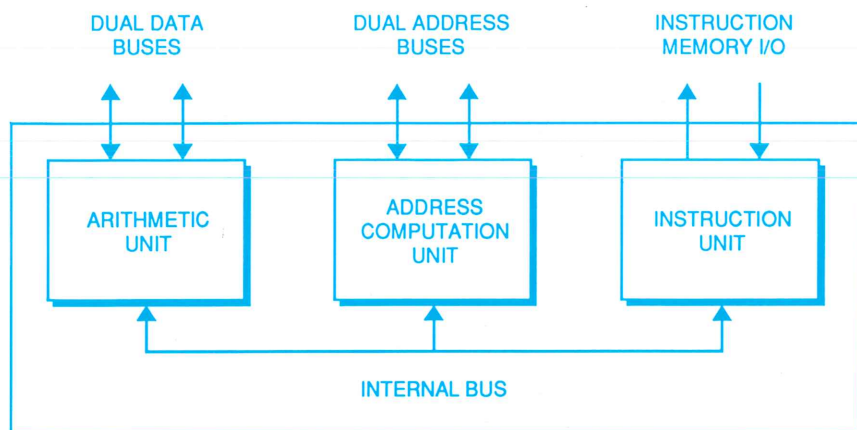 DUAL DATA
BUSES
DUAL ADDRESS
BUSES
INSTRUCTION
MEMORY I/O
ARITHMETIC
UNIT
ADDRESS
COMPUTATION
UNIT
INSTRUCTION
UNIT
INTERNAL BUS